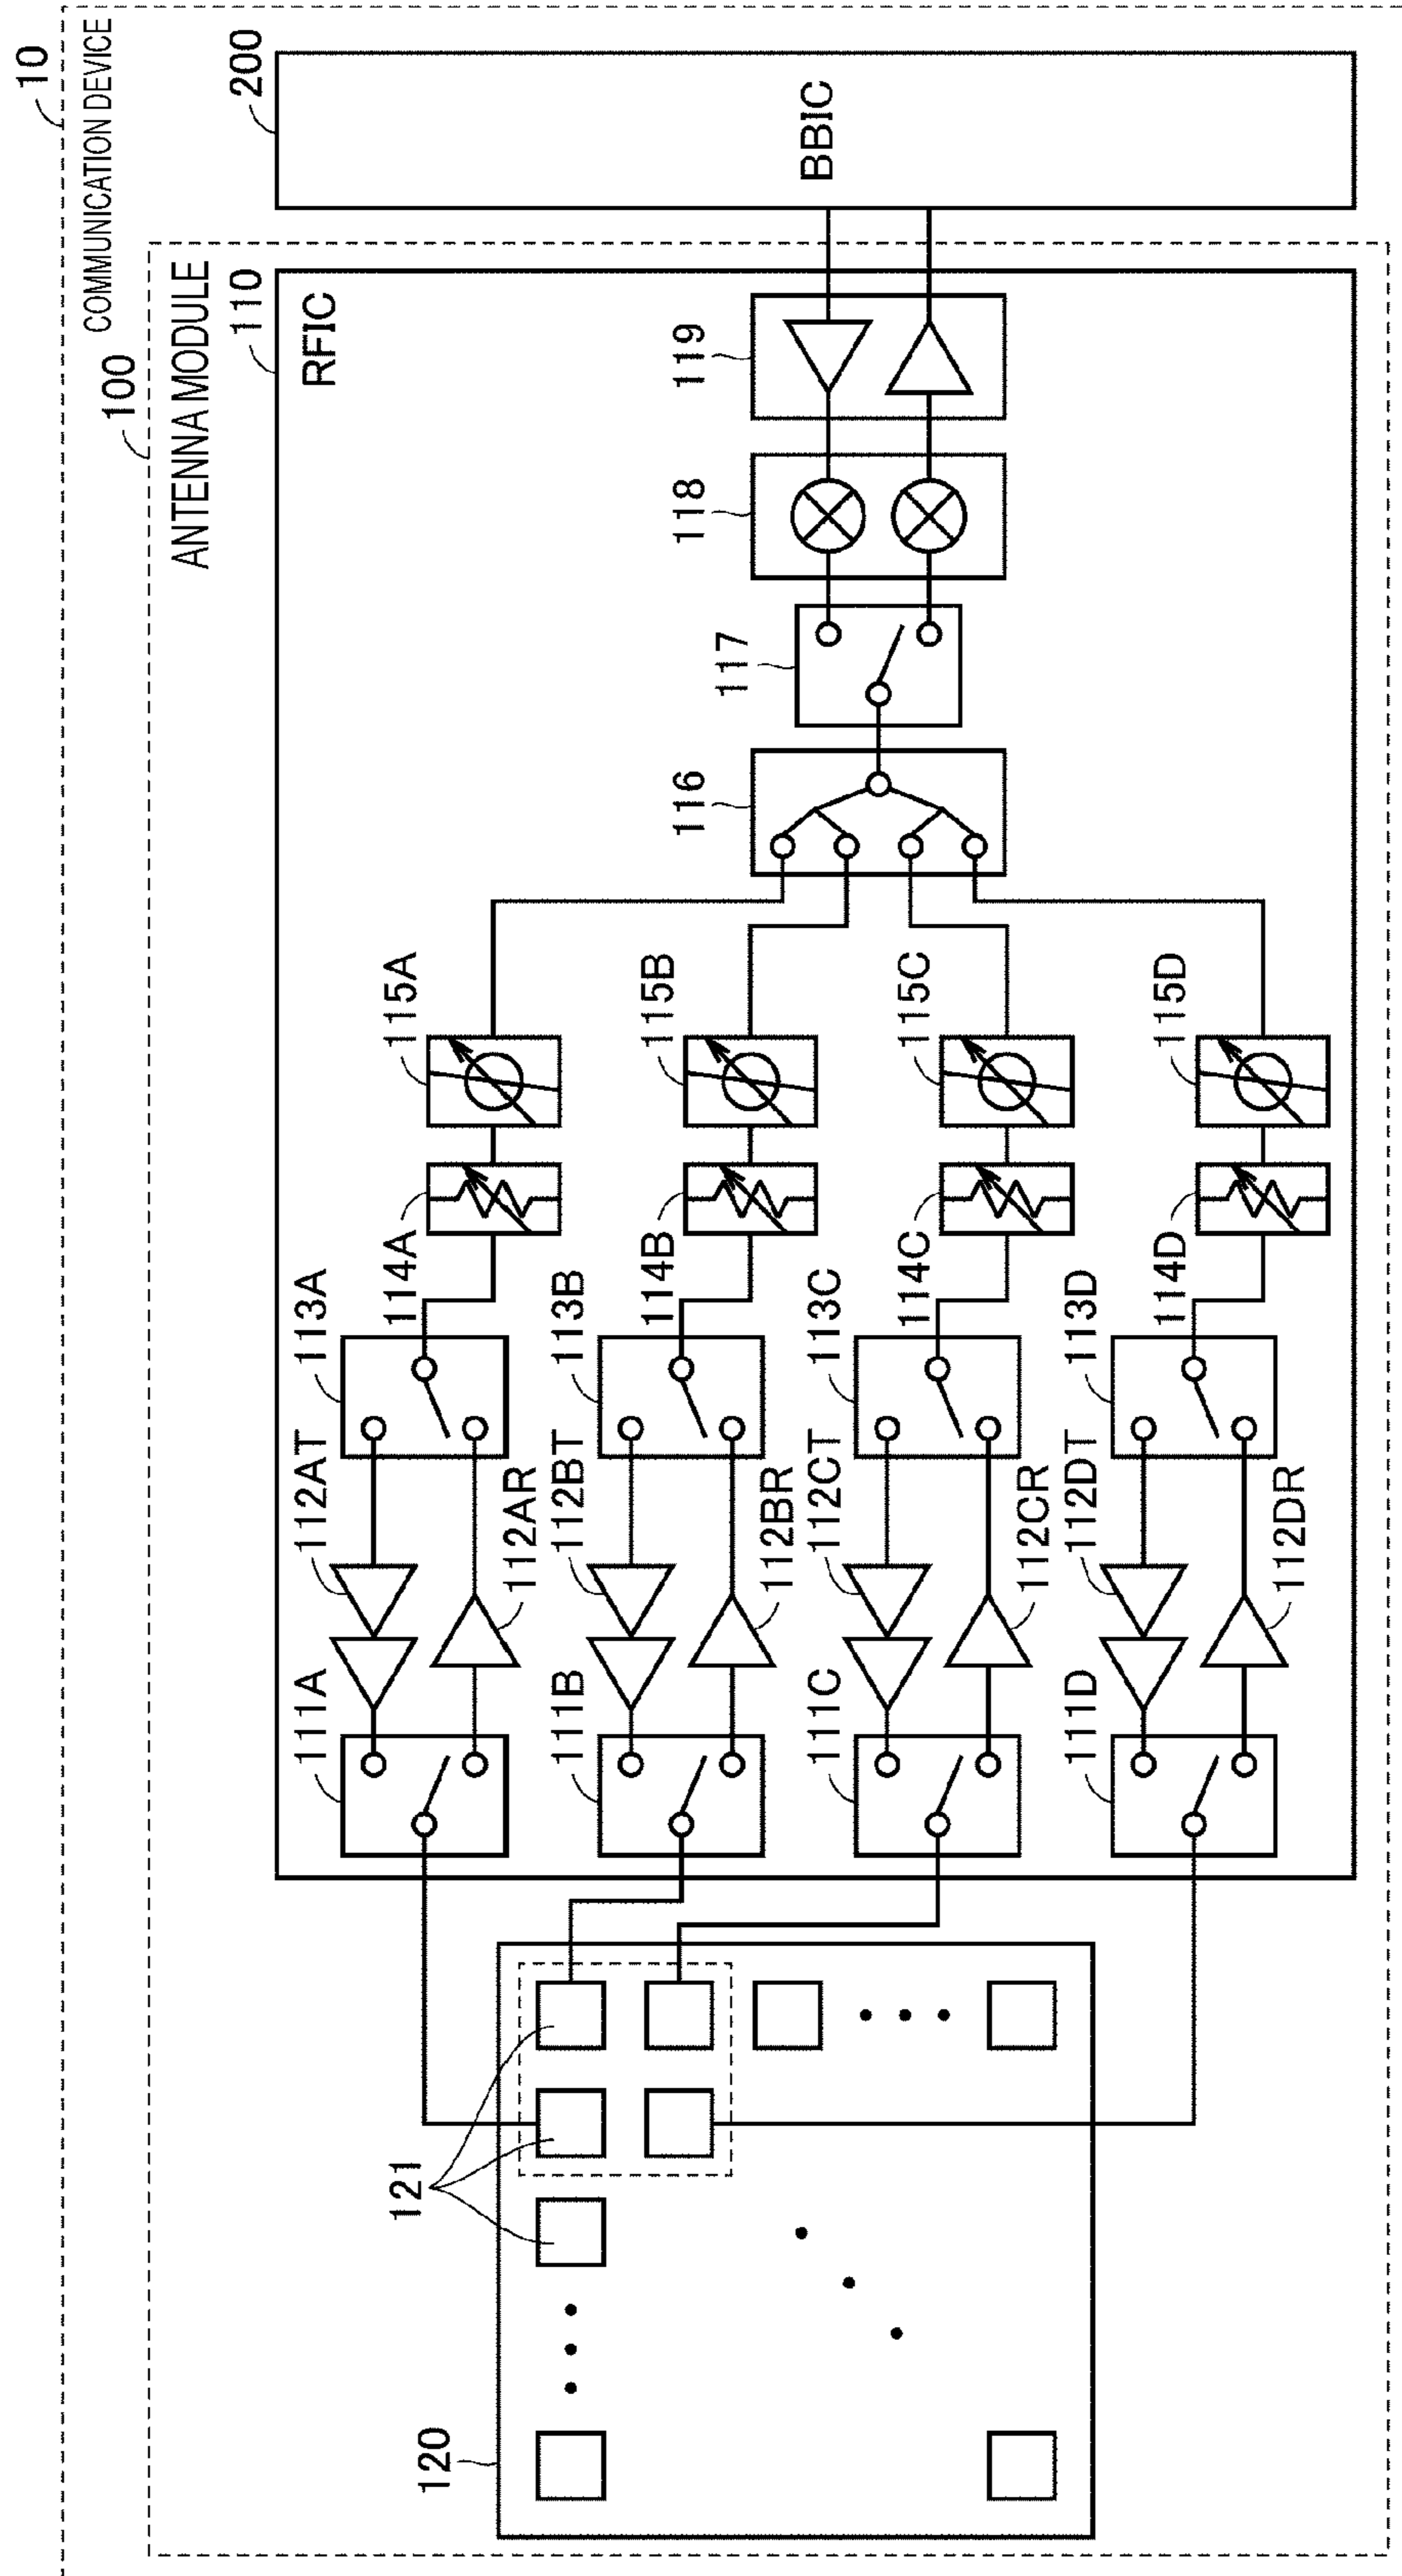 10
COMMUNICATION DEVICE
100
ANTENNA MODULE
110
RFIC
200
BBIC
111A
112AT
113A
114A
115A
112AR
111B
112BT
113B
114B
115B
112BR
116
117
118
119
111C
112CT
113C
114C
115C
112CR
111D
112DT
113D
114D
115D
112DR
121
120